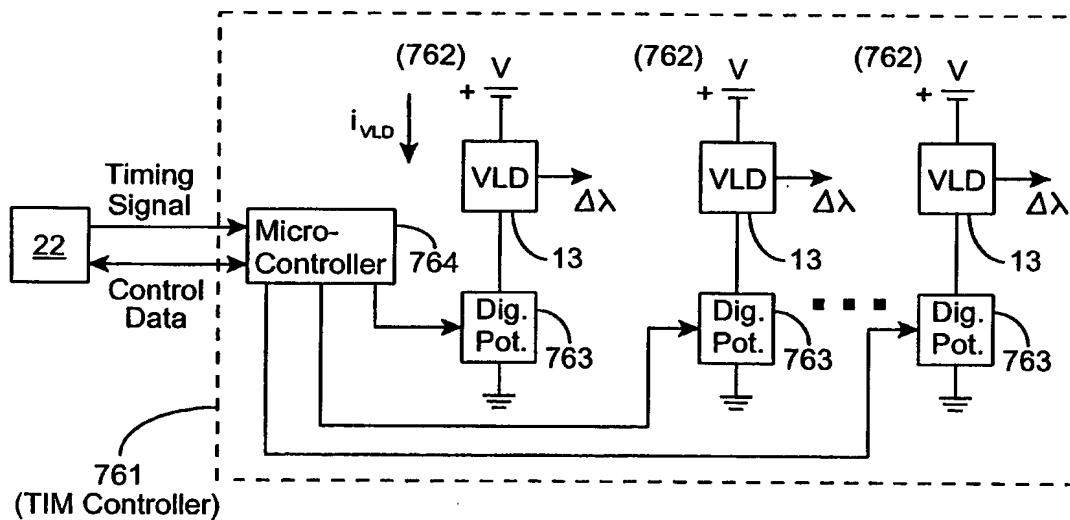 (762) V
+
(762) V
+
(762) V
+
iVLD
VLD
Δλ
VLD
Δλ
VLD
Δλ
Timing
Signal
22
Micro-
Controller
764
13
13
13
Control
Data
Dig.
Pot.
763
Dig.
Pot.
763
Dig.
Pot.
763
761
(TIM Controller)